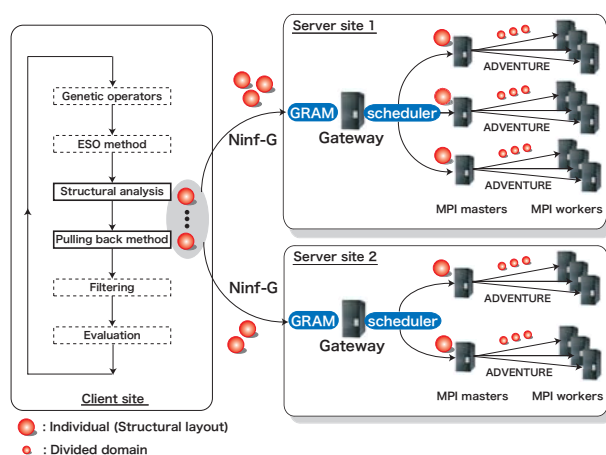 Genetic operators
ESO method
Structural analysis
Pulling back method
Filtering
Evaluation
Client site
Ninf-G
Ninf-G
Server site 1
GRAM
scheduler
Gateway
ADVENTURE
ADVENTURE
ADVENTURE
MPI masters
MPI workers
Server site 2
GRAM
scheduler
Gateway
ADVENTURE
ADVENTURE
MPI masters
MPI workers
: Individual (Structural layout)
: Divided domain